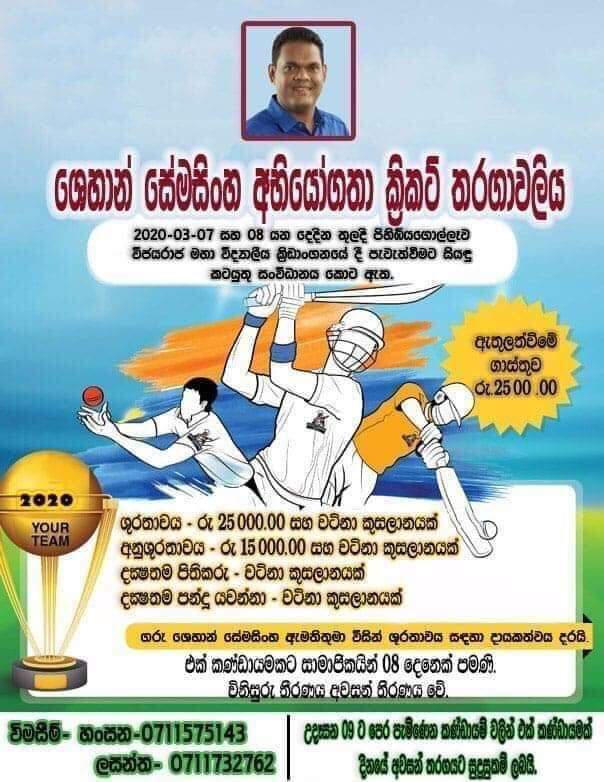 ශෙහාන් සේමසිංහ අභියෝගතා ක්‍රිකට් තරගාවලිය
2020-03-07 සහ 08 යන දෙදින තුලදී පිහිඹියගොල්ලෑව
විජයරාජ මහා විද්‍යාලීය ක්‍රිඩාංගනයේ දී පැවැත්වීමට සියඳු
කටයුතු සංවිධානය කොට ඇත.
ඇතුලත්වීමේ
ගාස්තුව
රු.2500.00
2020
YOUR
TEAM
ශුරතාවය - රු 25000.00 සහ වටිනා කුසලානයක්
අනුශුරතාවය - රු 15000.00 සහ වටිනා කුසලානයක්
දක්‍ෂතම පිතිකරු - වටිනා කුසලානයක්
දක්‍ෂතම පන්දු යවන්නා - වටිනා කුසලානයක්
ගරු ශෙහාන් සේමසිංහ ඇමතිතුමා විසින් ශුරතාවය සඳහා දායකත්වය දරයි.
එක් කණ්ඩායමකට සාමාජිකයින් 08 දෙනෙක් පමණි.
විනිසුරු තීරණය අවසන් තීරණය වේ.
විමසීම්- හංසන-0711575143
ලසන්ත- 0711732762
උදෑසන 09 ට පෙර පැමිණෙන කණ්ඩායම් වලින් එක් කණ්ඩායමක්
දිනයේ අවසන් තරගයට සුදුසුකම් ලබයි.